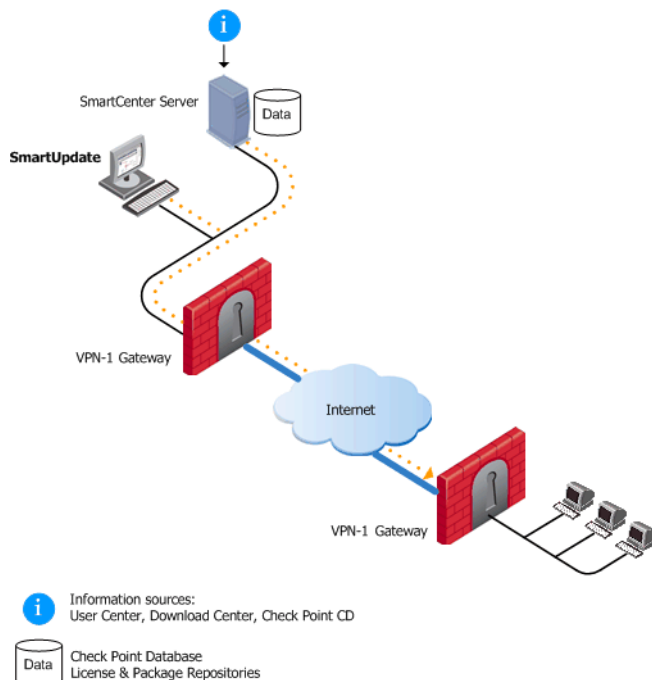 i
SmartCenter Server
Data
SmartUpdate
VPN-1 Gateway
Internet
VPN-1 Gateway
i
Information sources:
User Center, Download Center, Check Point CD
Data
Check Point Database
License & Package Repositories